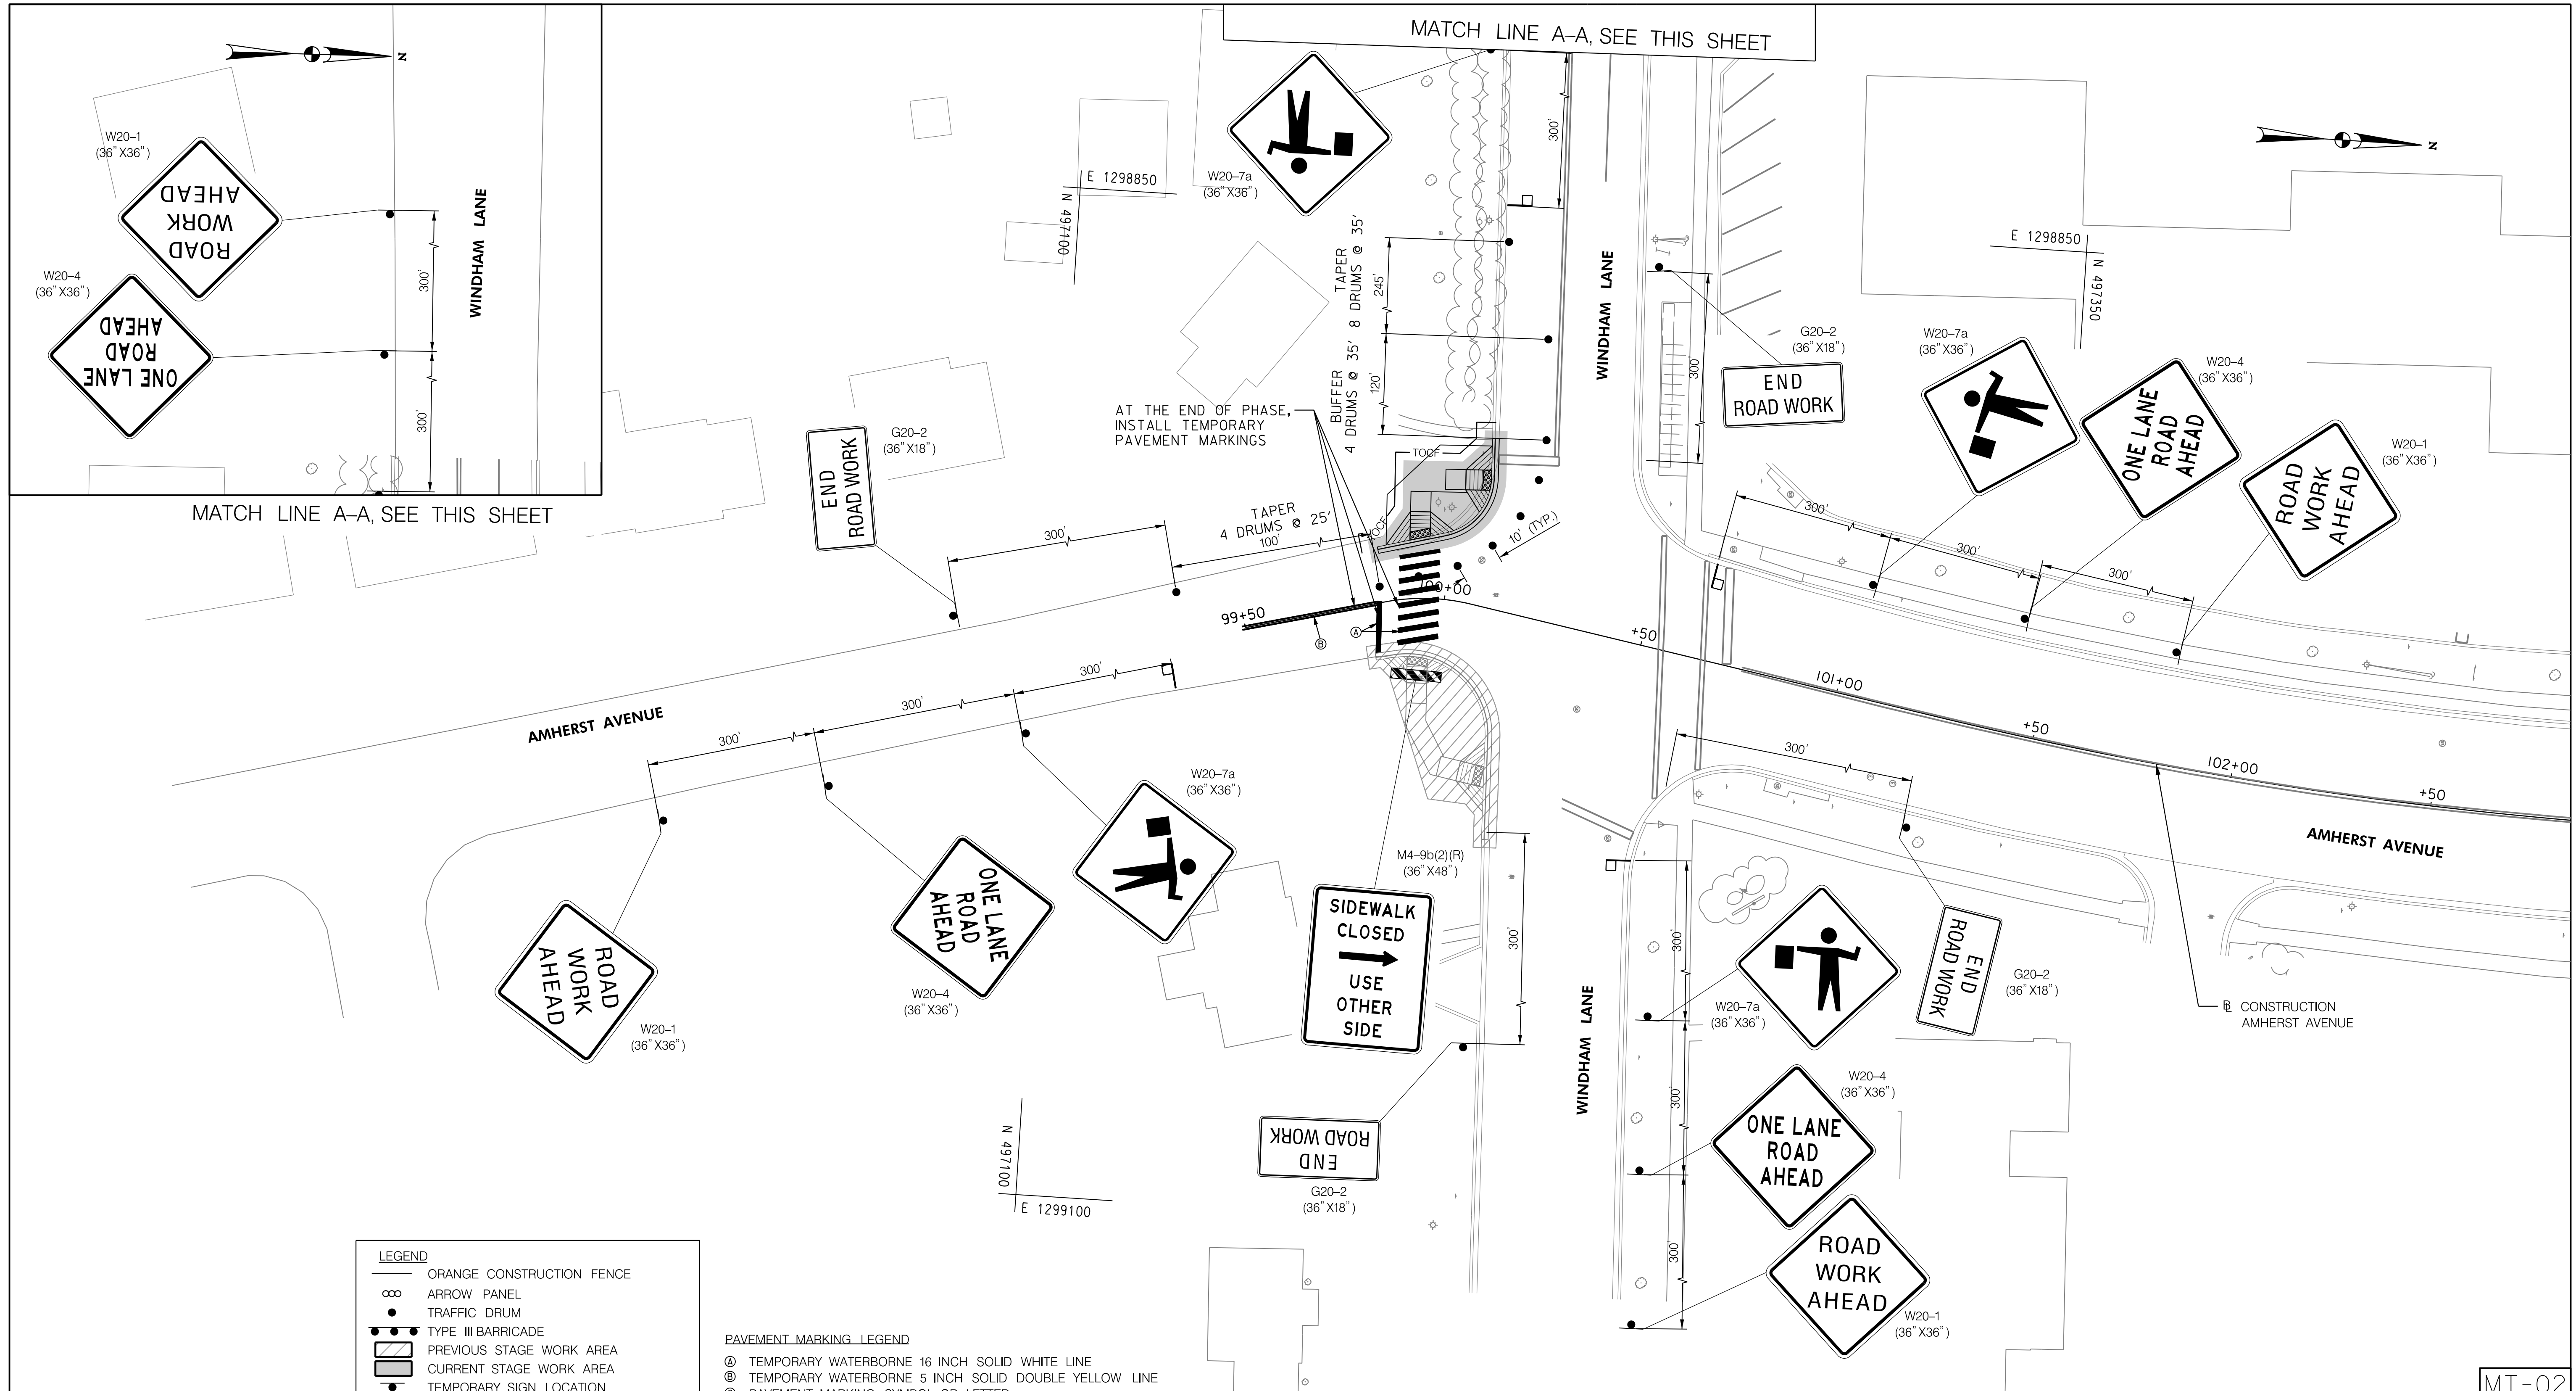 MATCH LINE A-A, SEE THIS SHEET
N
W20-1
(36"X36")
ROAD
WORK
AHEAD
W20-4
(36"X36")
ONE LANE
ROAD
AHEAD
300'
300'
WINDHAM LANE
MATCH LINE A-A, SEE THIS SHEET
N
W20-7a
(36"X36")
E 1298850
N 497100
300'
TAPER
8 DRUMS @ 35'
245'
BUFFER
4 DRUMS @ 35'
120'
WINDHAM LANE
300'
E 1298850
N 497350
G20-2
(36"X18")
END
ROAD WORK
W20-7a
(36"X36")
W20-4
(36"X36")
ONE LANE
ROAD
AHEAD
W20-1
(36"X36")
ROAD
WORK
AHEAD
300'
300'
300'
AT THE END OF PHASE,
INSTALL TEMPORARY
PAVEMENT MARKINGS
G20-2
(36"X18")
END
ROAD WORK
300'
TAPER
4 DRUMS @ 25'
100'
TOCF
TOCF
10' (TYP.)
99+50
100+00
+50
101+00
+50
102+00
+50
A
B
AMHERST AVENUE
300'
300'
300'
W20-7a
(36"X36")
ONE LANE
ROAD
AHEAD
W20-4
(36"X36")
ROAD
WORK
AHEAD
W20-1
(36"X36")
M4-9b(2)(R)
(36"X48")
SIDEWALK
CLOSED
USE
OTHER
SIDE
300'
END
ROAD WORK
G20-2
(36"X18")
N 497100
E 1299100
300'
END
ROAD WORK
G20-2
(36"X18")
AMHERST AVENUE
BL CONSTRUCTION
AMHERST AVENUE
WINDHAM LANE
300'
W20-7a
(36"X36")
300'
W20-4
(36"X36")
ONE LANE
ROAD
AHEAD
300'
ROAD
WORK
AHEAD
W20-1
(36"X36")
LEGEND
ORANGE CONSTRUCTION FENCE
ARROW PANEL
TRAFFIC DRUM
TYPE III BARRICADE
PREVIOUS STAGE WORK AREA
CURRENT STAGE WORK AREA
TEMPORARY SIGN LOCATION
PAVEMENT MARKING LEGEND
A TEMPORARY WATERBORNE 16 INCH SOLID WHITE LINE
B TEMPORARY WATERBORNE 5 INCH SOLID DOUBLE YELLOW LINE
PAVEMENT MARKING SYMBOL OR LETTER
MT-02